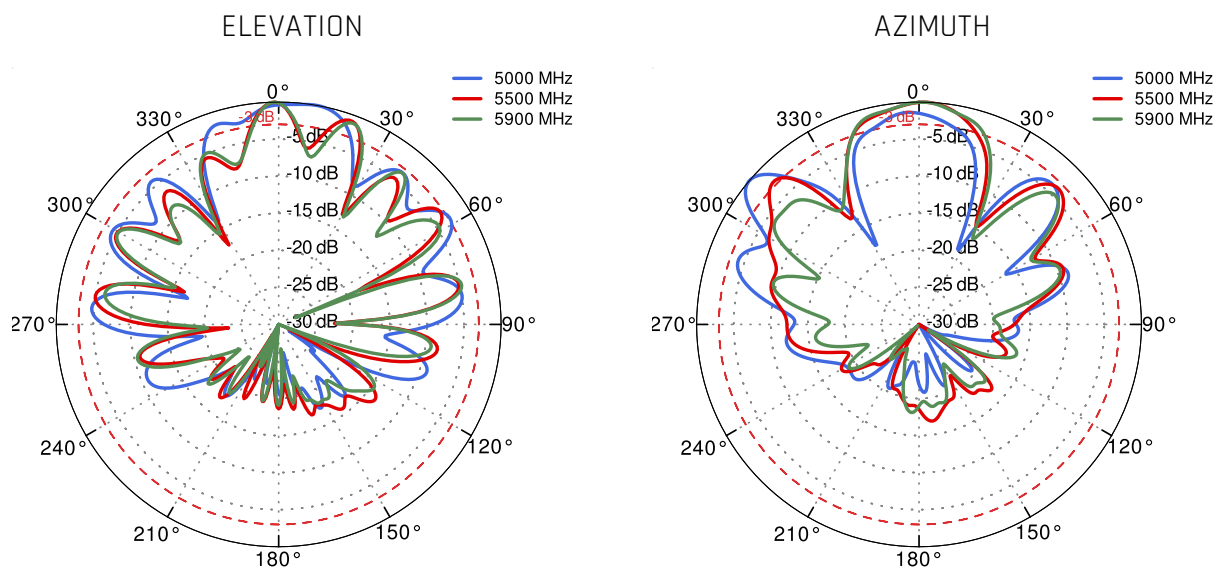 ELEVATION
5000 MHz
5500 MHz
5900 MHz
0°
30°
60°
90°
120°
150°
180°
210°
240°
270°
300°
330°
-3 dB
-5 dB
-10 dB
-15 dB
-20 dB
-25 dB
-30 dB
AZIMUTH
5000 MHz
5500 MHz
5900 MHz
0°
30°
60°
90°
120°
150°
180°
210°
240°
270°
300°
330°
-3 dB
-5 dB
-10 dB
-15 dB
-20 dB
-25 dB
-30 dB